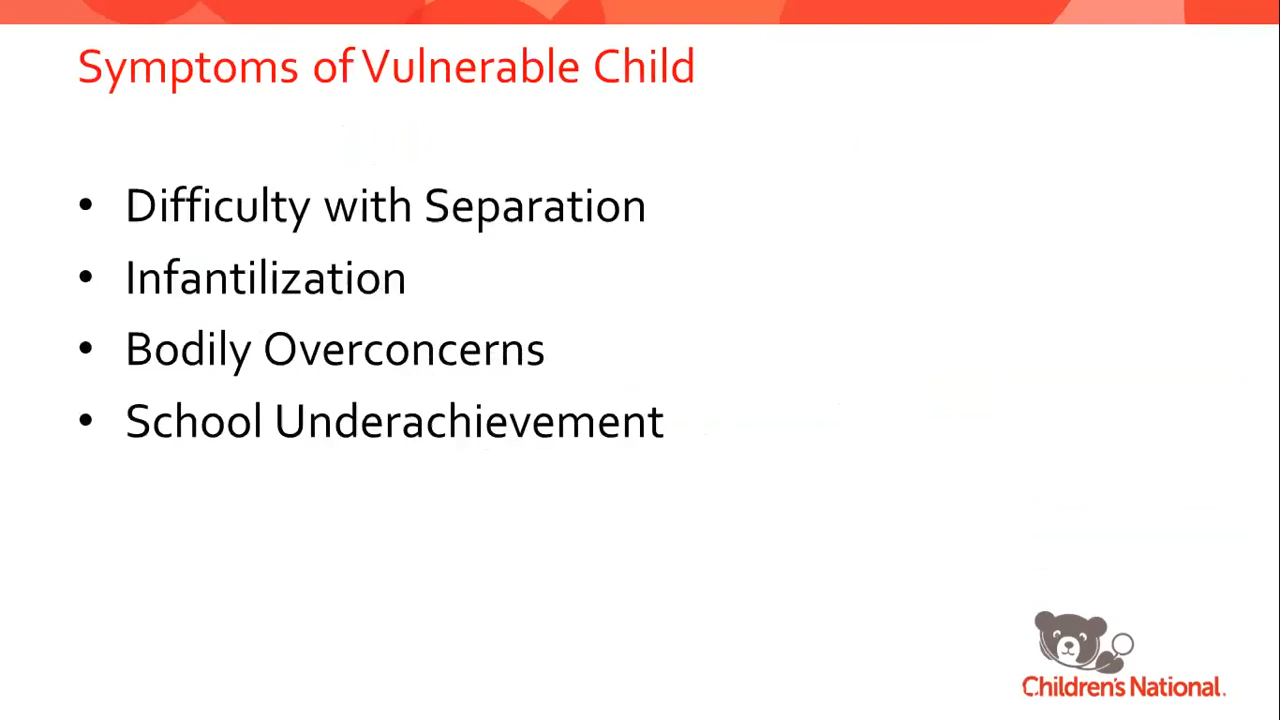 Symptoms of Vulnerable Child
• Difficulty with Separation
• Infantilization
• Bodily Overconcerns
• School Underachievement
Children's National.